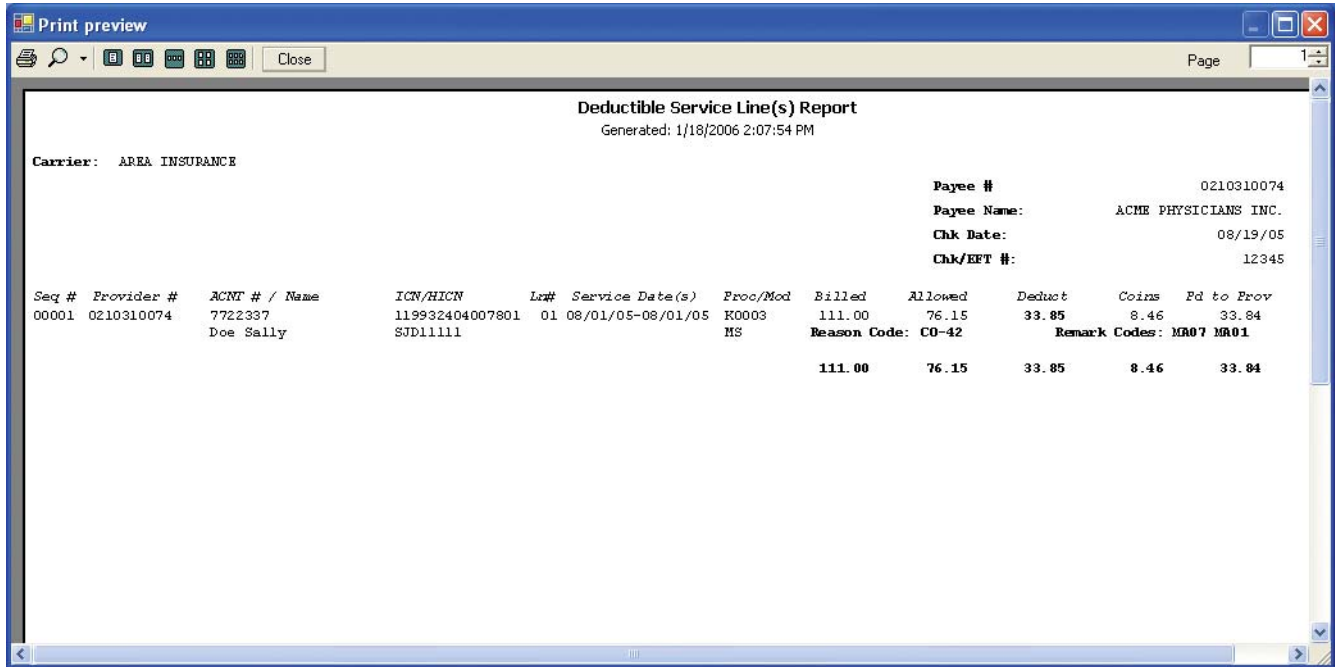 Print preview
Close Page 1
Deductible Service Line(s) Report
Generated: 1/18/2006 2:07:54 PM
Carrier: AREA INSURANCE
Payee # 0210310074
Payee Name: ACME PHYSICIANS INC.
Chk Date: 08/19/05
Chk/EFT #: 12345
Seq # Provider # ACNT # / Name ICN/HICN Ln# Service Date(s) Proc/Mod Billed Allowed Deduct Coins Pd to Prov
00001 0210310074 7722337 119932404007801 01 08/01/05-08/01/05 K0003 111.00 76.15 33.85 8.46 33.84
Doe Sally SJD11111 MS Reason Code: CO-42 Remark Codes: MA07 MA01
111.00 76.15 33.85 8.46 33.84